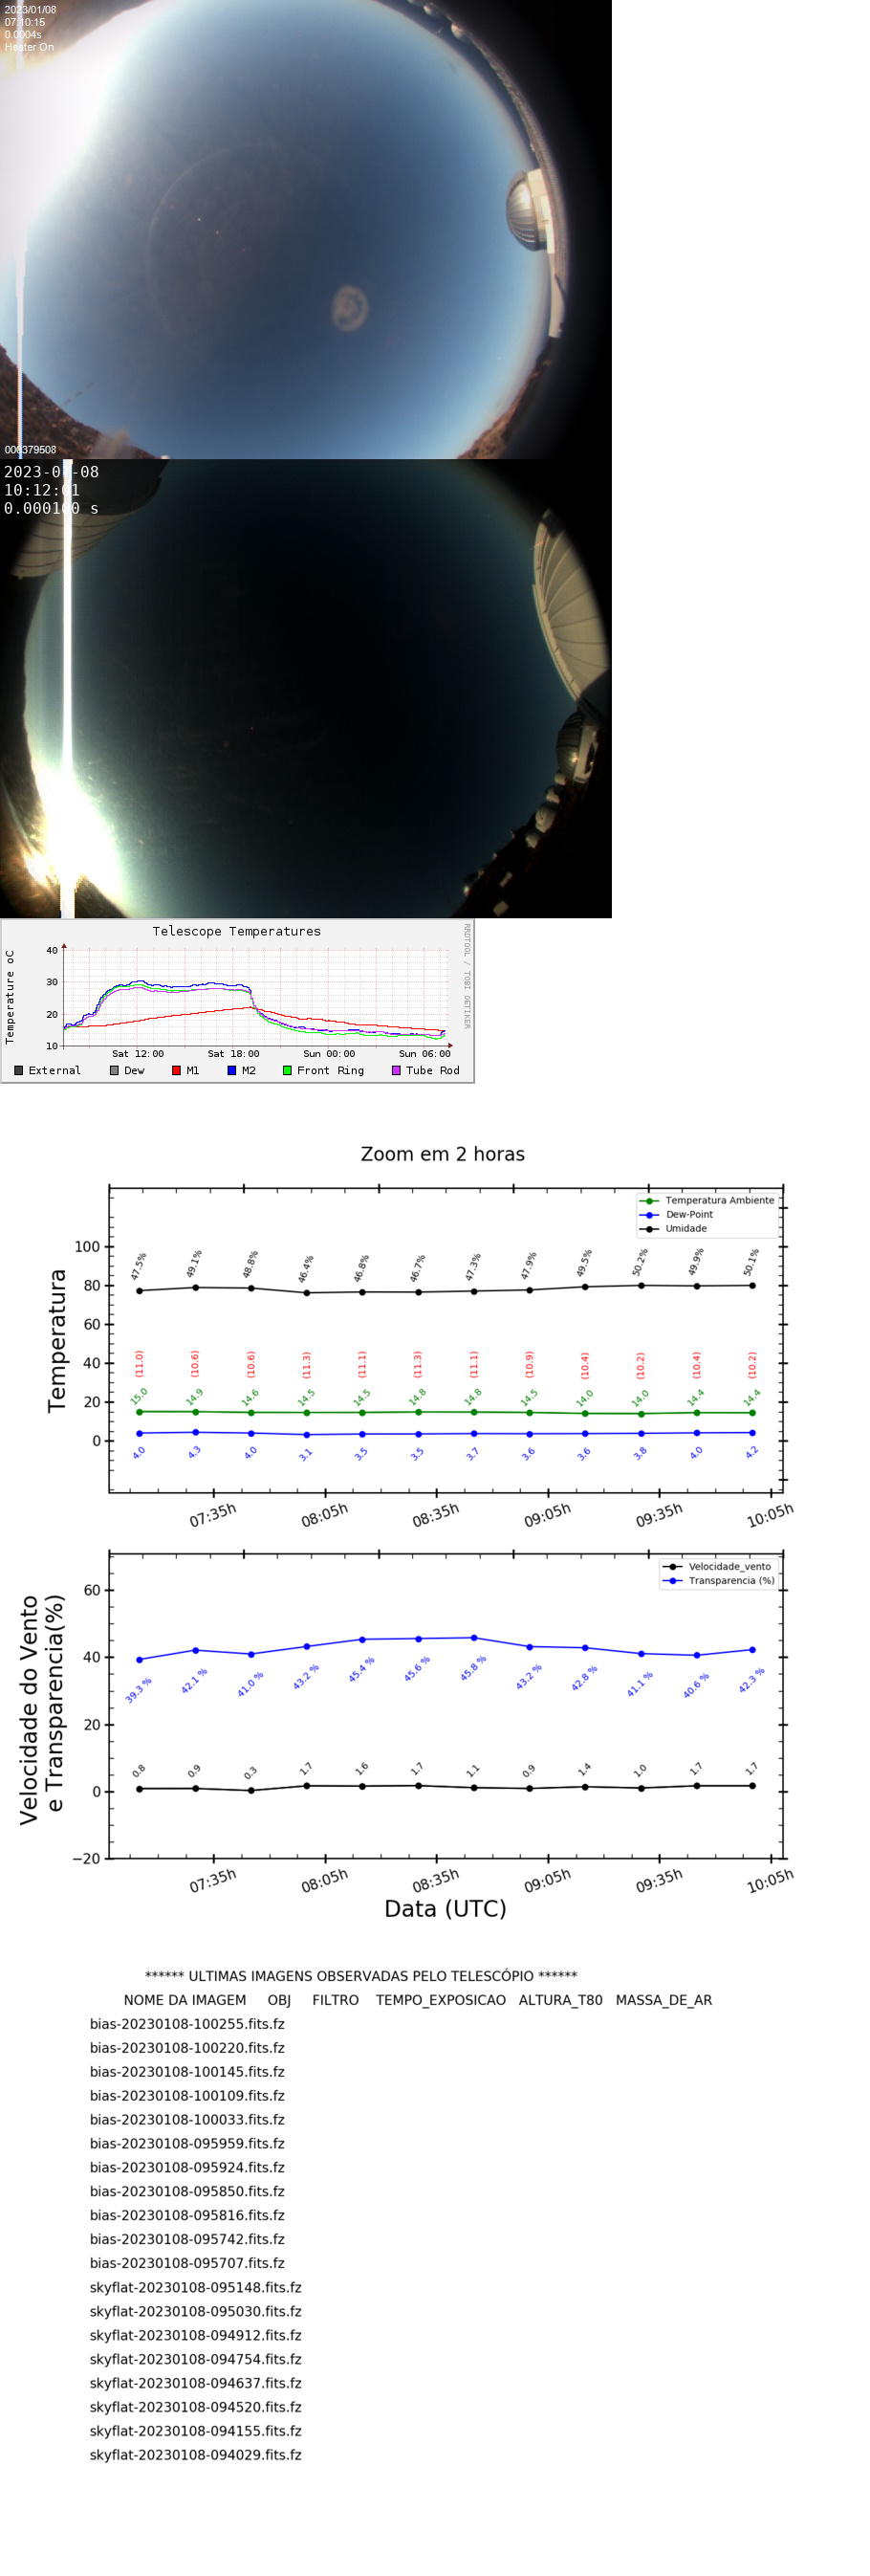 2023/01/08
07:10:15
0.0004s
Heater On
000379508
2023-01-08
10:12:01
0.000100 s
Telescope Temperatures
RRDTOOL / TOBI OETIKER
Temperature oC
40
30
20
10
Sat 12:00 Sat 18:00 Sun 00:00 Sun 06:00
External Dew M1 M2 Front Ring Tube Rod
Zoom em 2 horas
Temperatura Ambiente
Dew-Point
Umidade
Temperatura
100
80
60
40
20
0
47.5% 49.1% 48.8% 46.4% 46.8% 46.7% 47.3% 47.9% 49.5% 50.2% 49.9% 50.1%
(11.0) (10.6) (10.6) (11.3) (11.1) (11.3) (11.1) (10.9) (10.4) (10.2) (10.4) (10.2)
15.0 14.9 14.6 14.5 14.5 14.8 14.8 14.5 14.0 14.0 14.4 14.4
4.0 4.3 4.0 3.1 3.5 3.5 3.7 3.6 3.6 3.8 4.0 4.2
07:35h 08:05h 08:35h 09:05h 09:35h 10:05h
Velocidade_vento
Transparencia (%)
Velocidade do Vento
e Transparencia(%)
60
40
20
0
−20
39.3 % 42.1 % 41.0 % 43.2 % 45.4 % 45.6 % 45.8 % 43.2 % 42.8 % 41.1 % 40.6 % 42.3 %
0.8 0.9 0.3 1.7 1.6 1.7 1.1 0.9 1.4 1.0 1.7 1.7
07:35h 08:05h 08:35h 09:05h 09:35h 10:05h
Data (UTC)
****** ULTIMAS IMAGENS OBSERVADAS PELO TELESCÓPIO ******
NOME DA IMAGEM OBJ FILTRO TEMPO_EXPOSICAO ALTURA_T80 MASSA_DE_AR
bias-20230108-100255.fits.fz
bias-20230108-100220.fits.fz
bias-20230108-100145.fits.fz
bias-20230108-100109.fits.fz
bias-20230108-100033.fits.fz
bias-20230108-095959.fits.fz
bias-20230108-095924.fits.fz
bias-20230108-095850.fits.fz
bias-20230108-095816.fits.fz
bias-20230108-095742.fits.fz
bias-20230108-095707.fits.fz
skyflat-20230108-095148.fits.fz
skyflat-20230108-095030.fits.fz
skyflat-20230108-094912.fits.fz
skyflat-20230108-094754.fits.fz
skyflat-20230108-094637.fits.fz
skyflat-20230108-094520.fits.fz
skyflat-20230108-094155.fits.fz
skyflat-20230108-094029.fits.fz